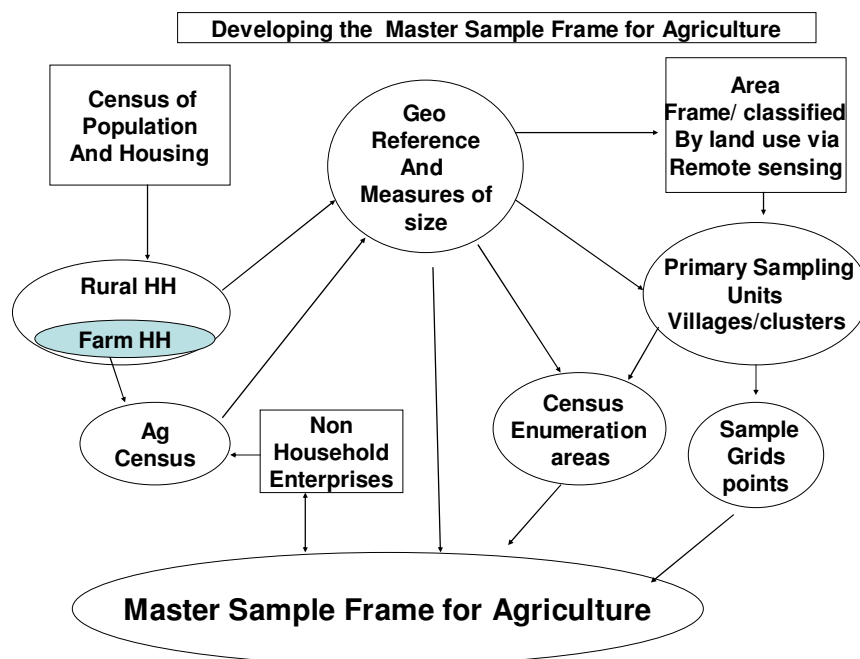 Developing the Master Sample Frame for Agriculture
Census of
Population
And Housing
Geo
Reference
And
Measures of
size
Area
Frame/ classified
By land use via
Remote sensing
Rural HH
Farm HH
Primary Sampling
Units
Villages/clusters
Ag
Census
Non
Household
Enterprises
Census
Enumeration
areas
Sample
Grids
points
Master Sample Frame for Agriculture